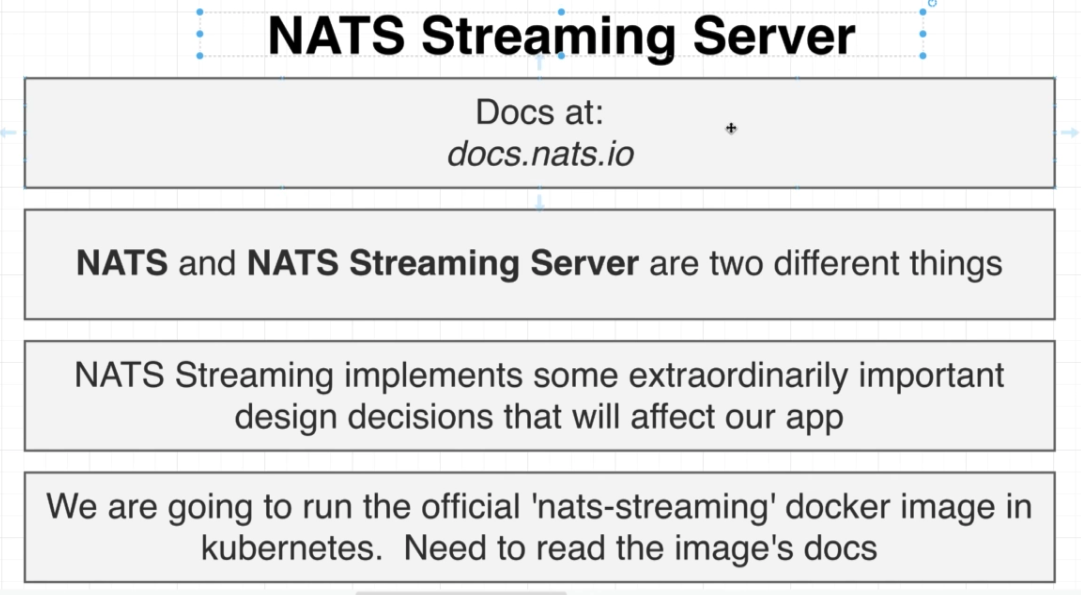 NATS Streaming Server
Docs at:
docs.nats.io
NATS and NATS Streaming Server are two different things
NATS Streaming implements some extraordinarily important
design decisions that will affect our app
We are going to run the official 'nats-streaming' docker image in
kubernetes.  Need to read the image's docs